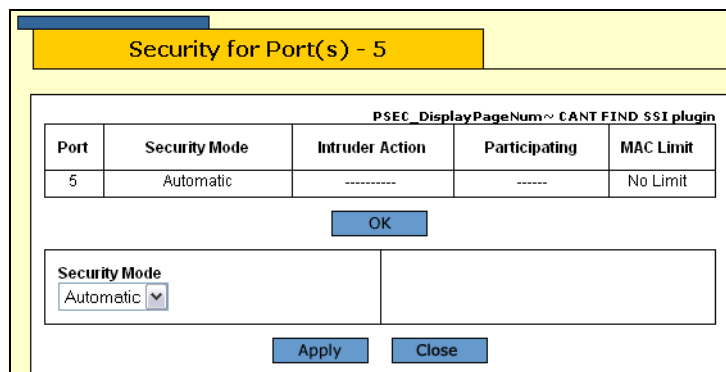 Security for Port(s) - 5
PSEC_DisplayPageNum~ CANT FIND SSI plugin
Port Security Mode Intruder Action Participating MAC Limit
5 Automatic ---------- ------ No Limit
OK
Security Mode
Automatic
Apply Close